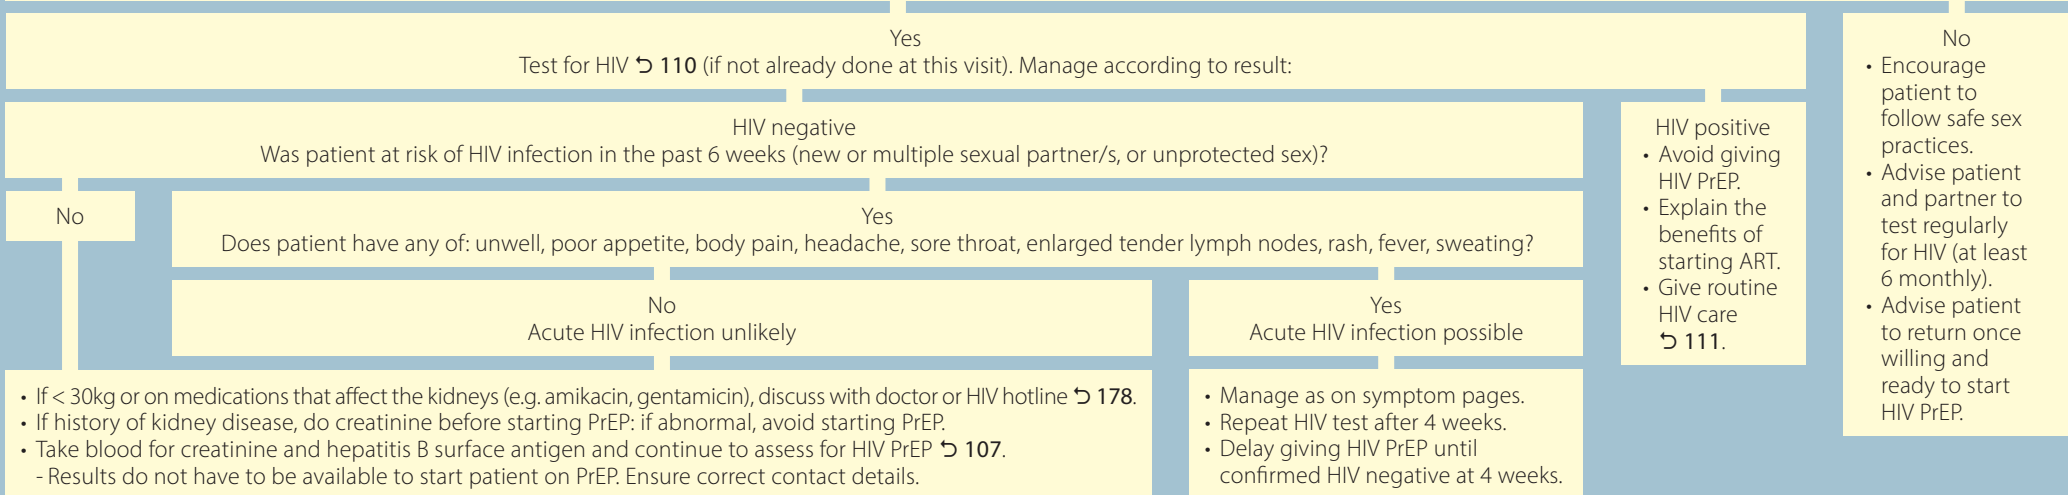 Yes
Test for HIV ⮌ 110 (if not already done at this visit). Manage according to result:
HIV negative
Was patient at risk of HIV infection in the past 6 weeks (new or multiple sexual partner/s, or unprotected sex)?
No
Yes
Does patient have any of: unwell, poor appetite, body pain, headache, sore throat, enlarged tender lymph nodes, rash, fever, sweating?
No
Acute HIV infection unlikely
Yes
Acute HIV infection possible
• If < 30kg or on medications that affect the kidneys (e.g. amikacin, gentamicin), discuss with doctor or HIV hotline ⮌ 178.
• If history of kidney disease, do creatinine before starting PrEP: if abnormal, avoid starting PrEP.
• Take blood for creatinine and hepatitis B surface antigen and continue to assess for HIV PrEP ⮌ 107.
- Results do not have to be available to start patient on PrEP. Ensure correct contact details.
• Manage as on symptom pages.
• Repeat HIV test after 4 weeks.
• Delay giving HIV PrEP until
confirmed HIV negative at 4 weeks.
HIV positive
• Avoid giving
HIV PrEP.
• Explain the
benefits of
starting ART.
• Give routine
HIV care
⮌ 111.
No
• Encourage
patient to
follow safe sex
practices.
• Advise patient
and partner to
test regularly
for HIV (at least
6 monthly).
• Advise patient
to return once
willing and
ready to start
HIV PrEP.